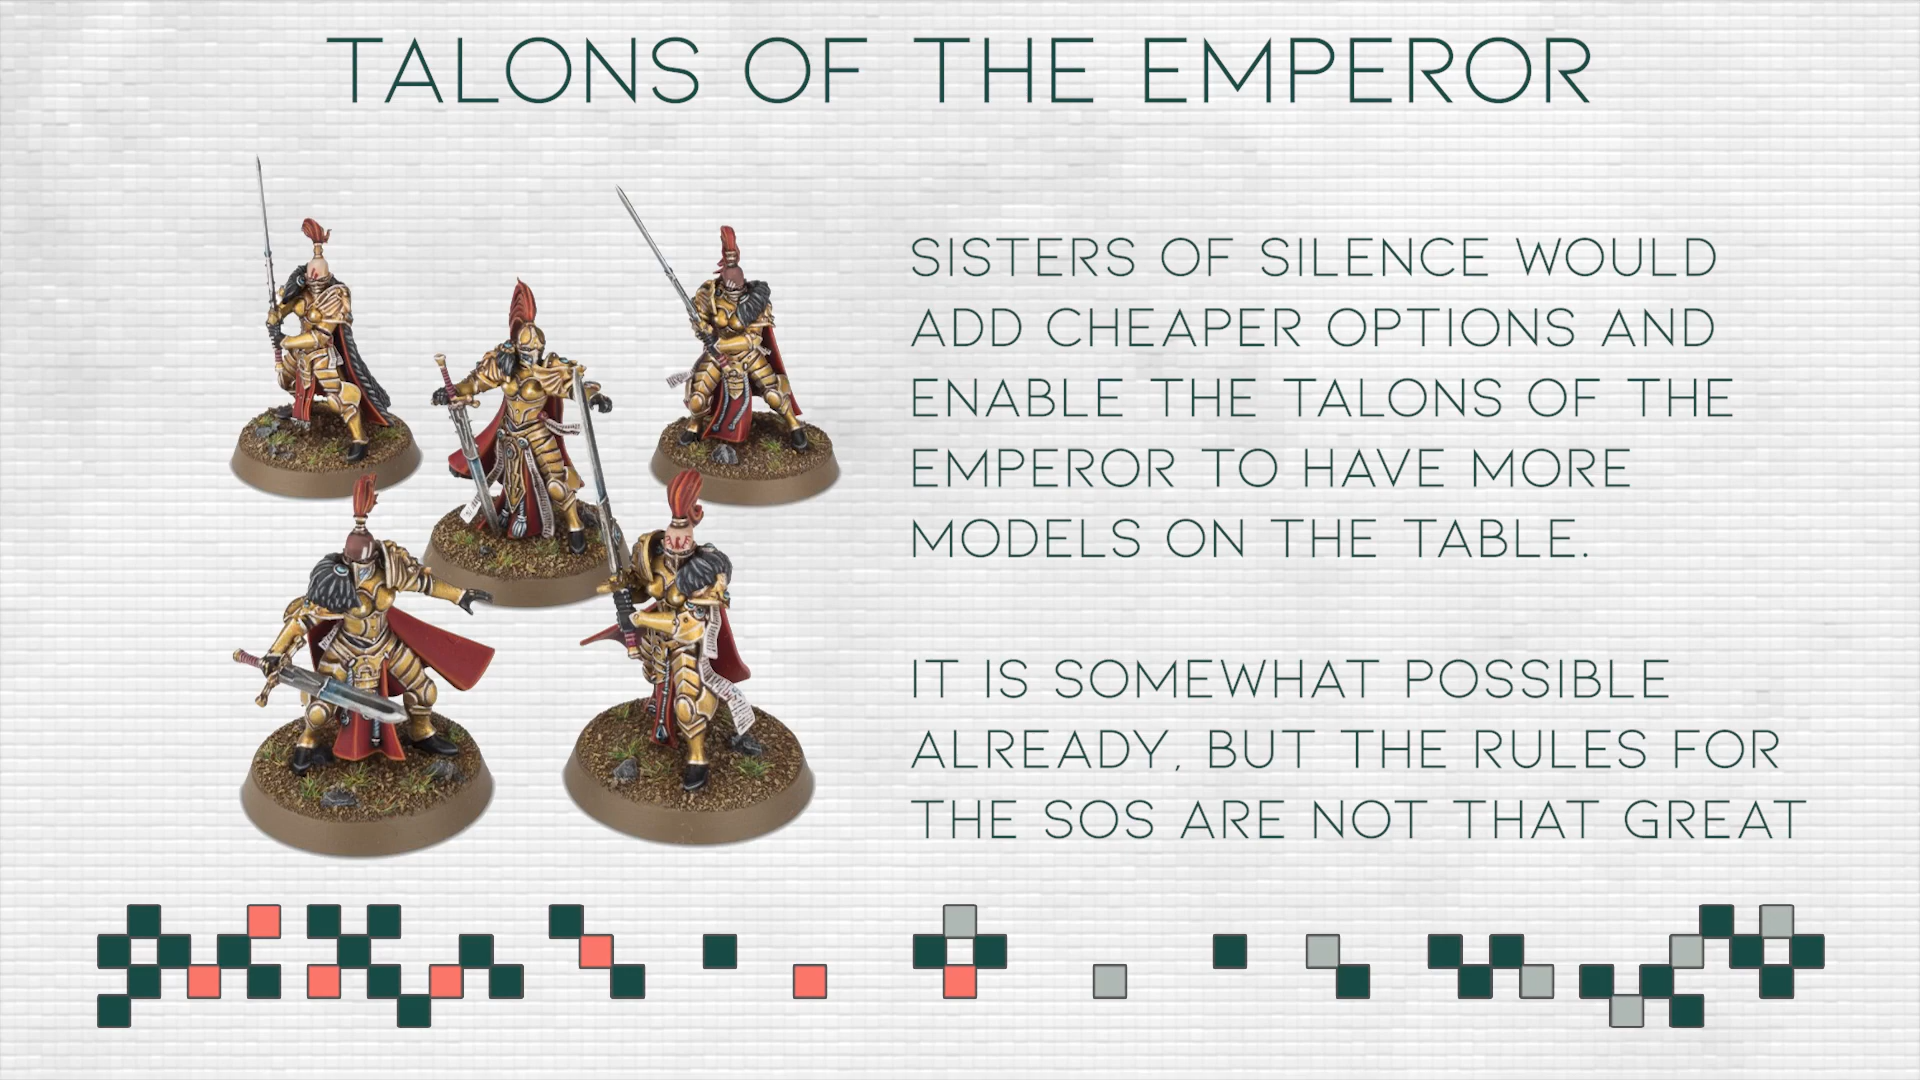 TALONS OF THE EMPEROR
SISTERS OF SILENCE WOULD
ADD CHEAPER OPTIONS AND
ENABLE THE TALONS OF THE
EMPEROR TO HAVE MORE
MODELS ON THE TABLE.
IT IS SOMEWHAT POSSIBLE
ALREADY, BUT THE RULES FOR
THE SOS ARE NOT THAT GREAT